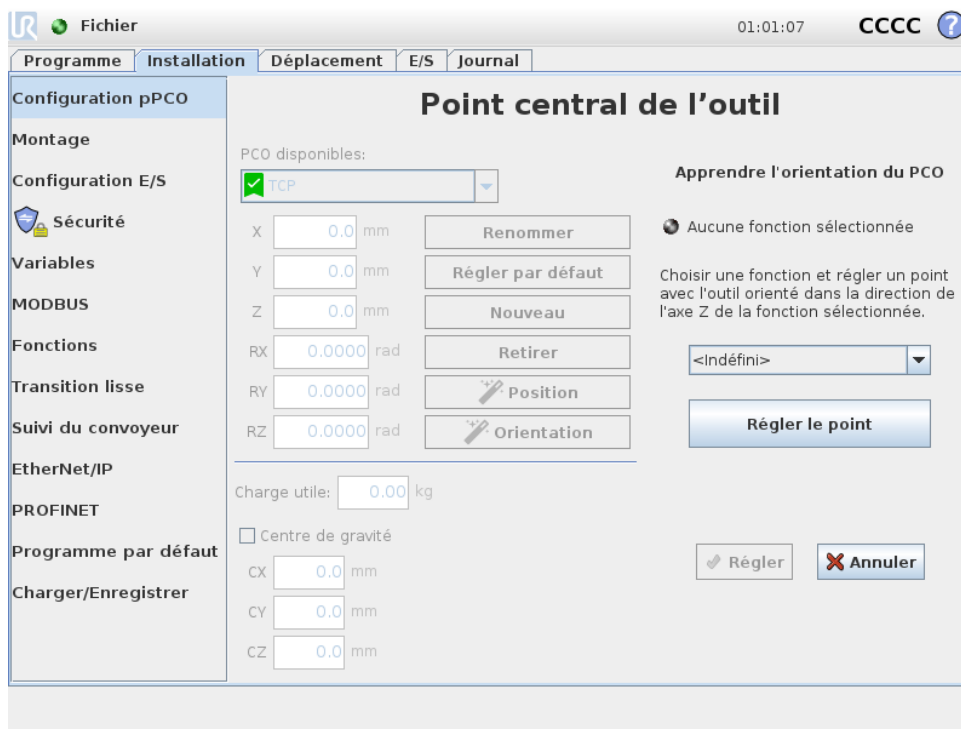 UR Fichier 01:01:07 CCCC ?
Programme Installation Déplacement E/S Journal
Configuration pPCO
Montage
Configuration E/S
Sécurité
Variables
MODBUS
Fonctions
Transition lisse
Suivi du convoyeur
EtherNet/IP
PROFINET
Programme par défaut
Charger/Enregistrer
Point central de l’outil
PCO disponibles:
TCP
X 0.0 mm Renommer
Y 0.0 mm Régler par défaut
Z 0.0 mm Nouveau
RX 0.0000 rad Retirer
RY 0.0000 rad Position
RZ 0.0000 rad Orientation
Charge utile: 0.00 kg
Centre de gravité
CX 0.0 mm
CY 0.0 mm
CZ 0.0 mm
Apprendre l'orientation du PCO
Aucune fonction sélectionnée
Choisir une fonction et régler un point
avec l'outil orienté dans la direction de
l'axe Z de la fonction sélectionnée.
<Indéfini>
Régler le point
Régler Annuler